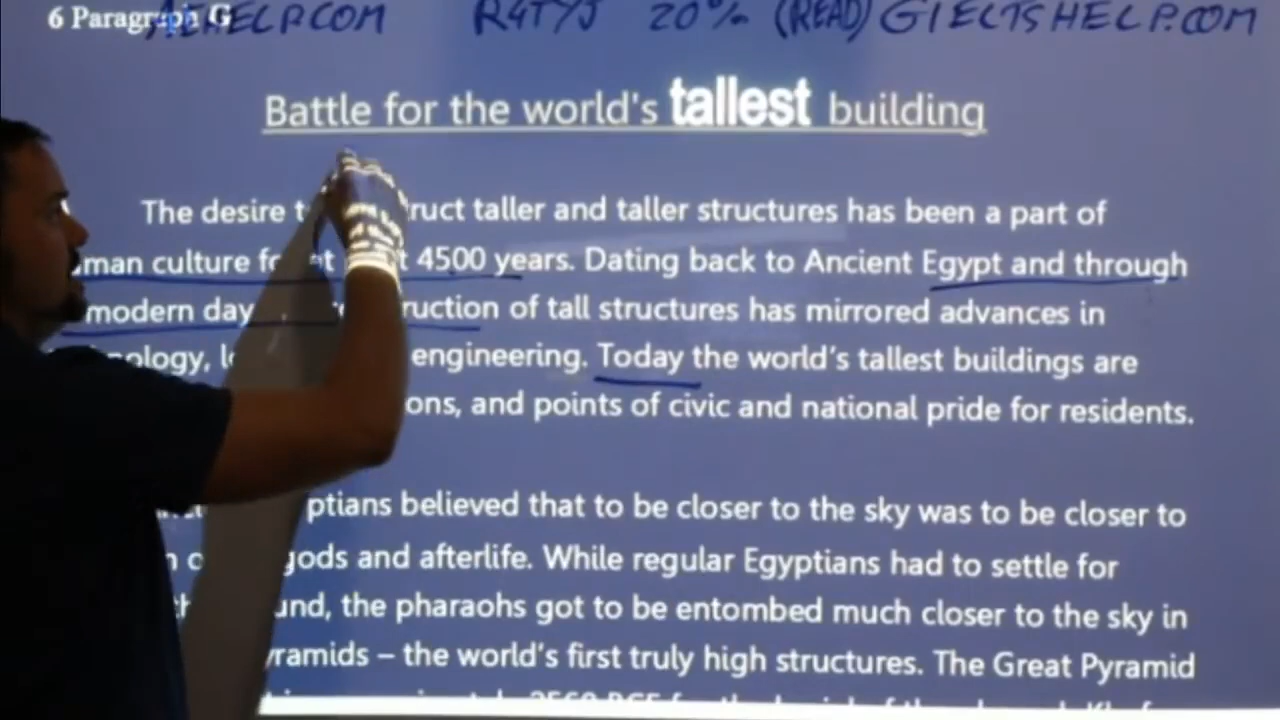 6 Paragraph G
AEHELP.COM R4TYJ 20% (READ) GIELTSHELP.COM
Battle for the world's tallest building
The desire truct taller and taller structures has been a part of
man culture 4500 years. Dating back to Ancient Egypt and through
modern day ruction of tall structures has mirrored advances in
ology, engineering. Today the world's tallest buildings are
ons, and points of civic and national pride for residents.
ptians believed that to be closer to the sky was to be closer to
gods and afterlife. While regular Egyptians had to settle for
und, the pharaohs got to be entombed much closer to the sky in
yramids – the world's first truly high structures. The Great Pyramid